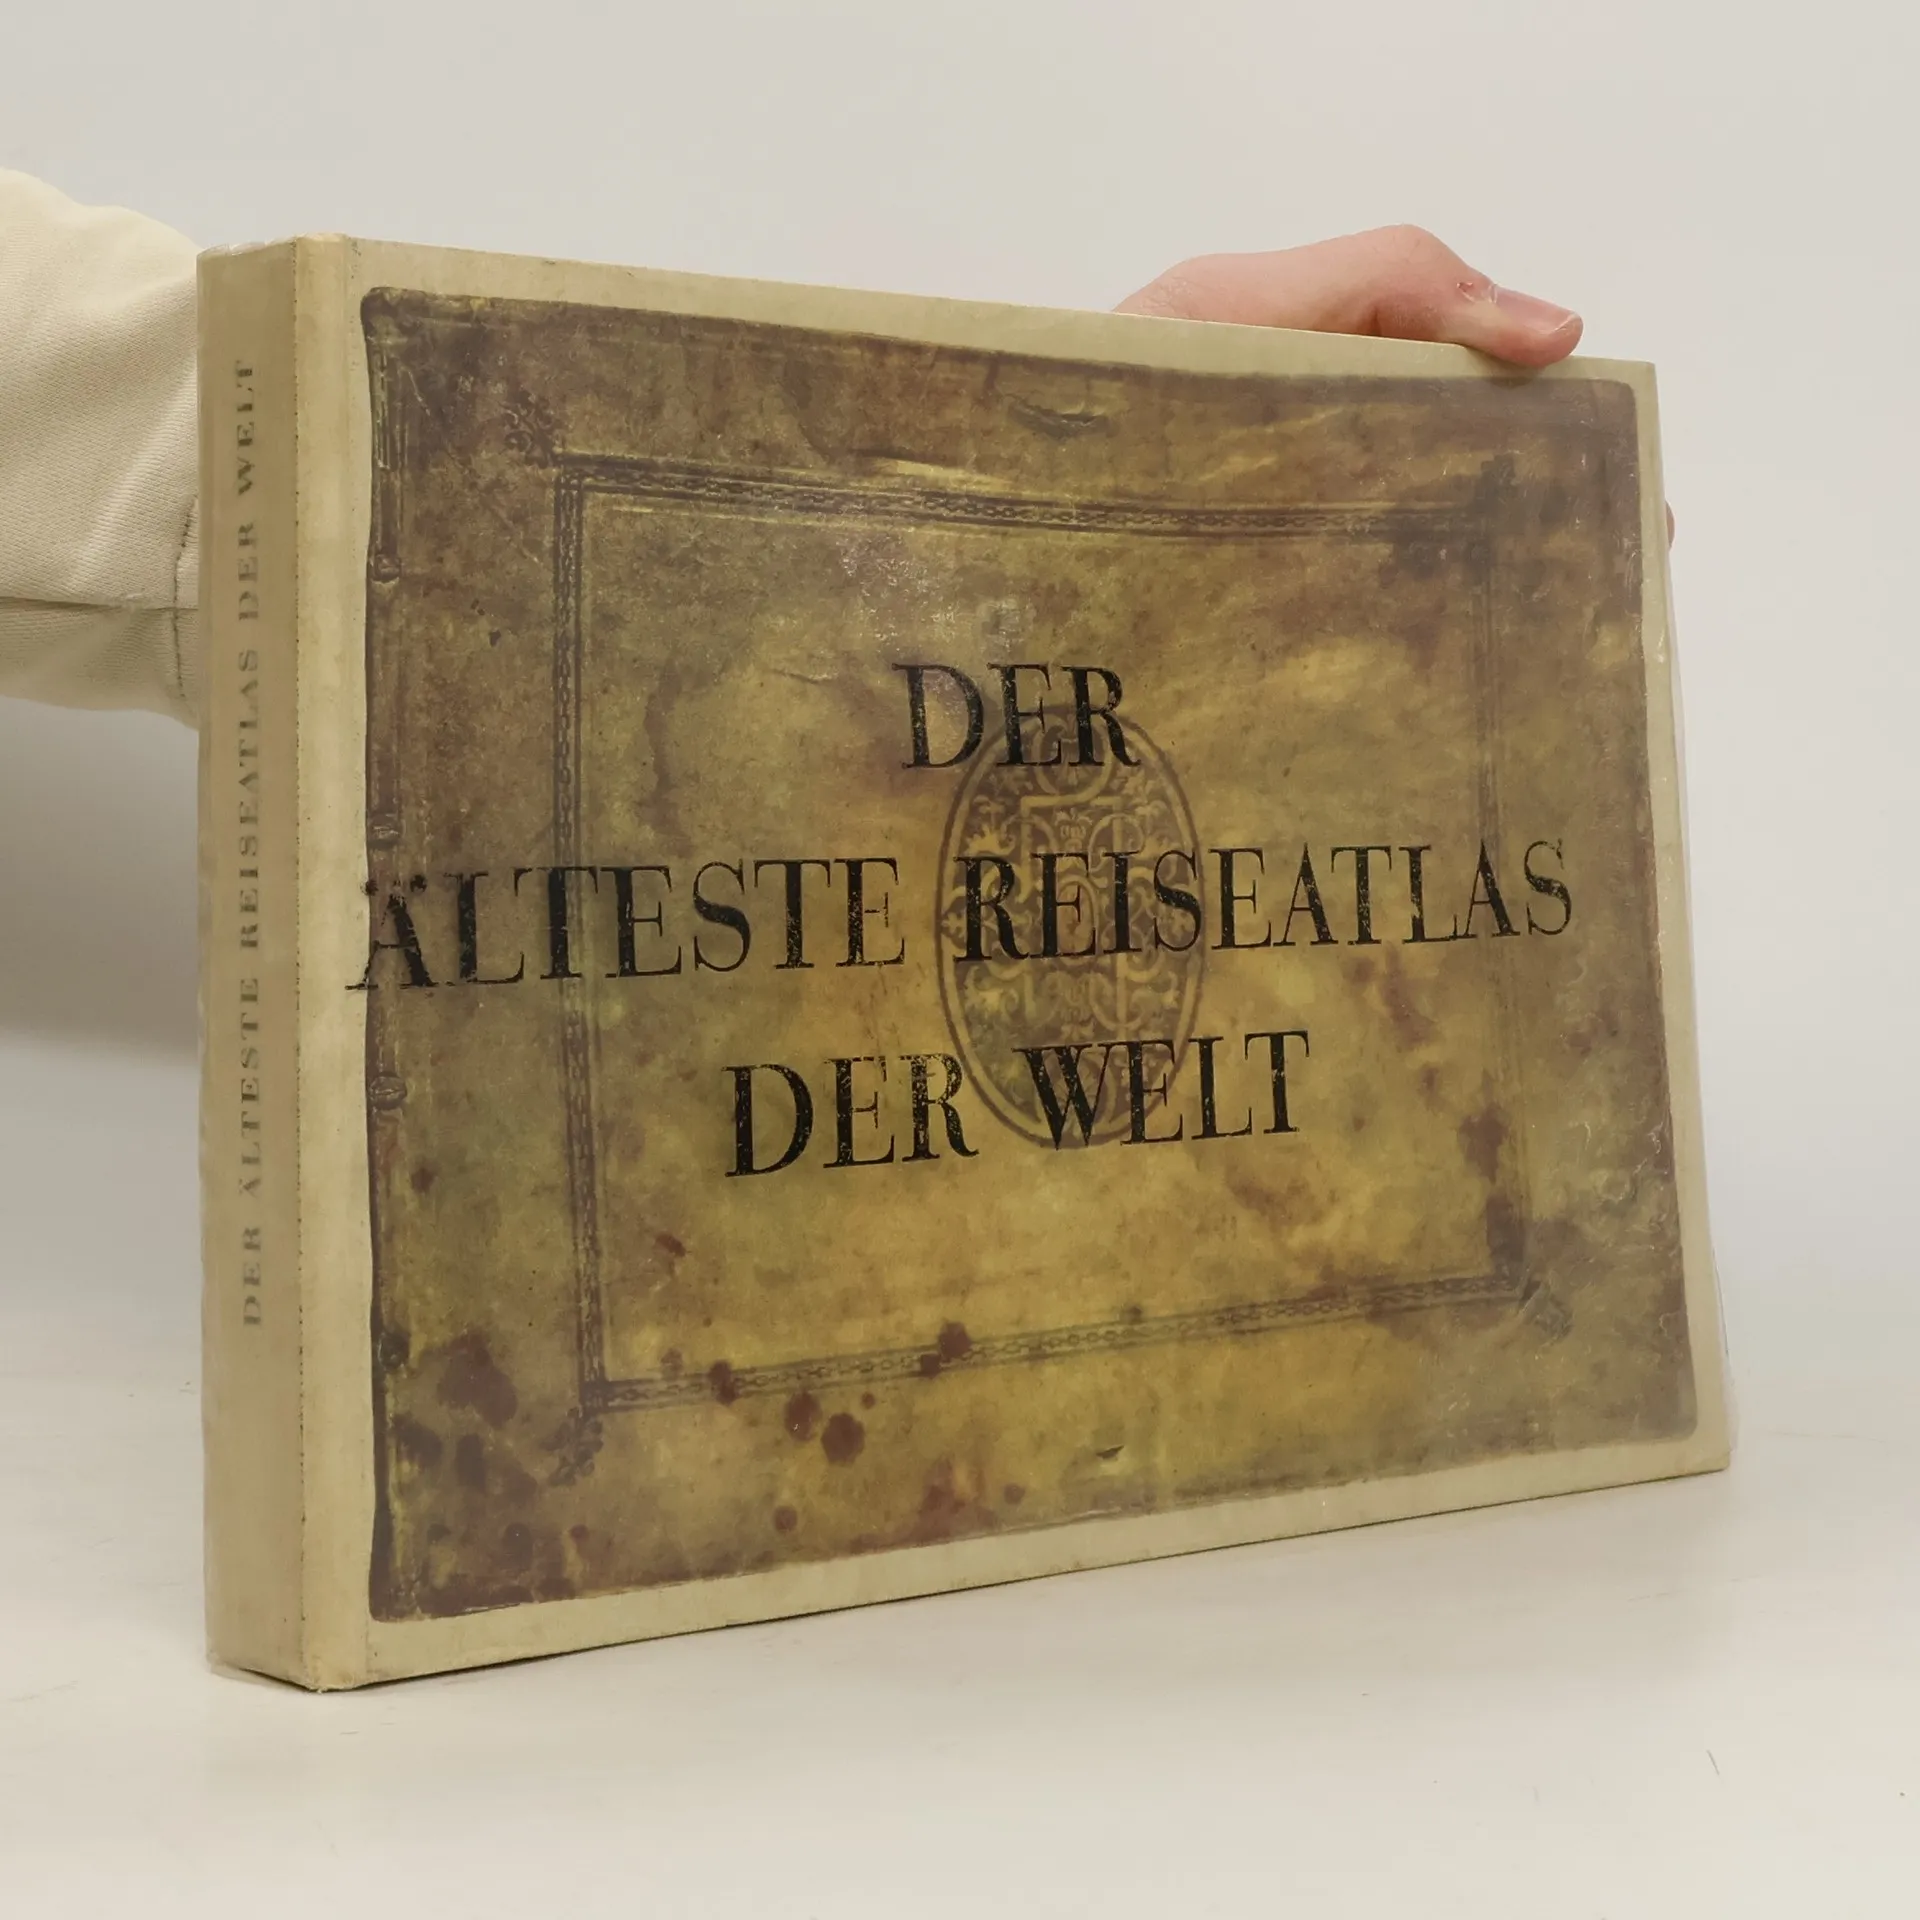 DER ÄLTESTE REISEATLAS DER WELT
DER
ÄLTESTE REISEATLAS
DER WELT